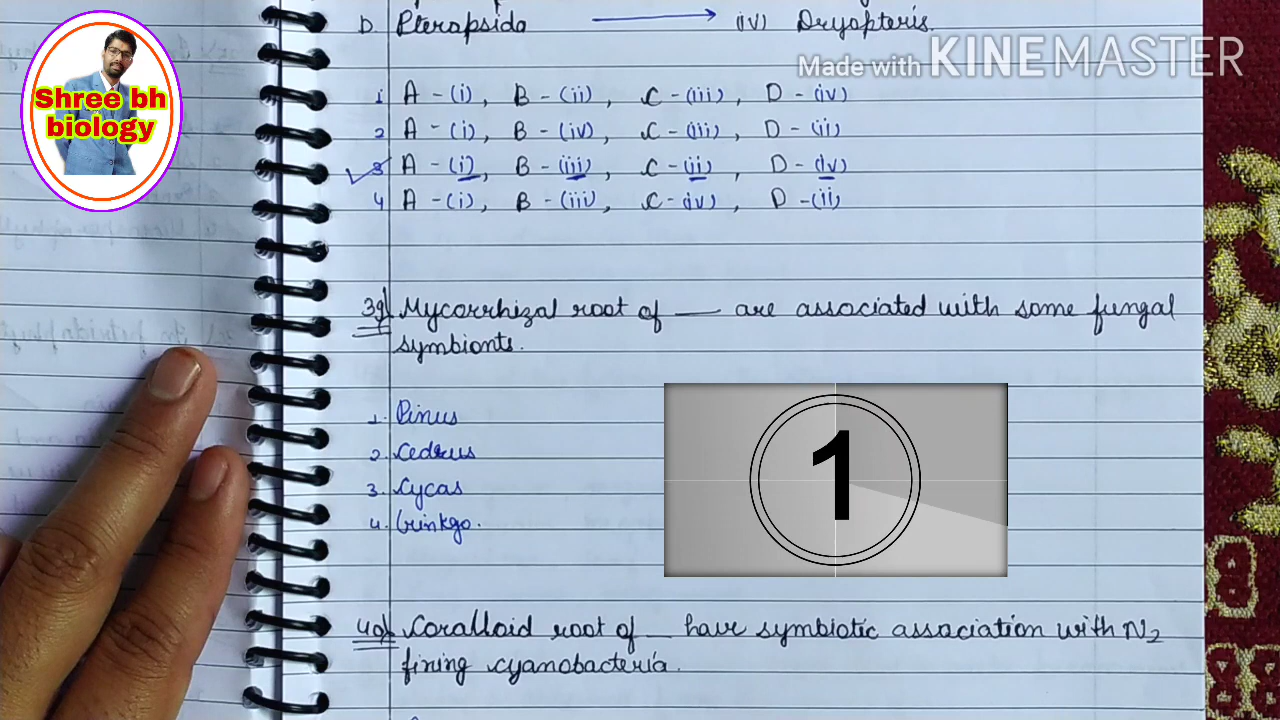 D. Pteropsida → (iv) Dryopteris.
Made with KINEMASTER
Shree bh
biology
1 A - (i), B - (ii), C - (iii), D - (iv)
2 A - (i), B - (iv), C - (iii), D - (ii)
3 A - (i), B - (iii), C - (ii), D - (iv)
4 A - (i), B - (iii), C - (iv), D - (ii)
39 Mycorrhizal root of — are associated with some fungal
symbionts.
1. Pinus
2. Cedrus
3. Cycas
4. Ginkgo.
1
40 Coralloid root of — have symbiotic association with N2
fixing cyanobacteria.